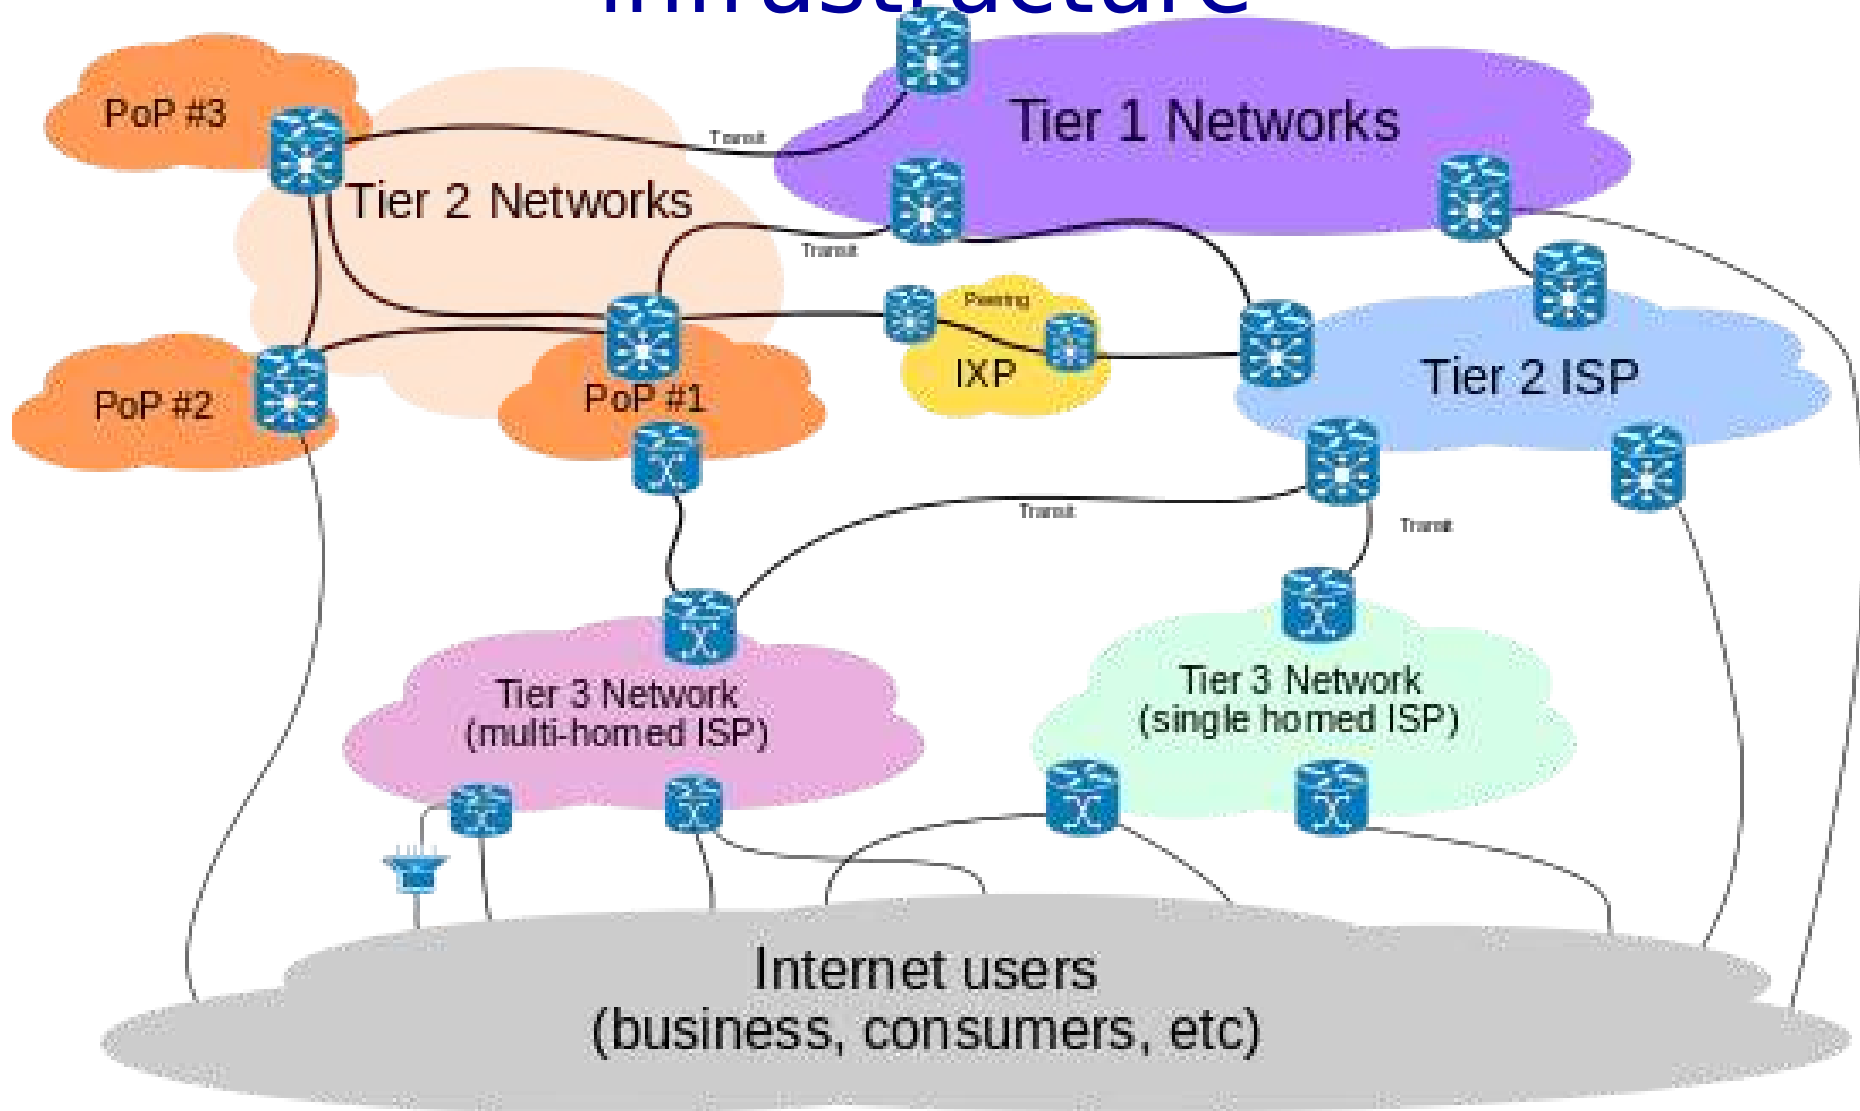 infrastructure
PoP #3
Tier 1 Networks
Transit
Tier 2 Networks
Transit
Peering
IXP
Tier 2 ISP
PoP #2
PoP #1
Transit
Transit
Tier 3 Network
(multi-homed ISP)
Tier 3 Network
(single homed ISP)
Internet users
(business, consumers, etc)